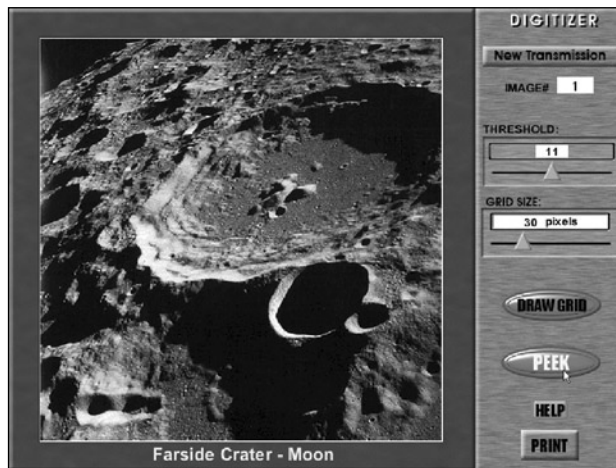 DIGITIZER
New Transmission
IMAGE# 1
THRESHOLD:
11
GRID SIZE:
30 pixels
DRAW GRID
PEEK
HELP
PRINT
Farside Crater - Moon